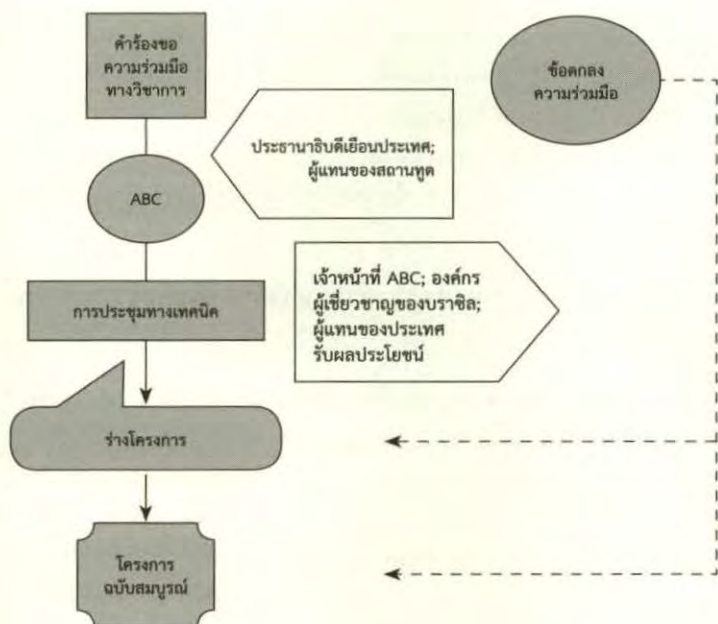 คำร้องขอ
ความร่วมมือ
ทางวิชาการ
ข้อตกลง
ความร่วมมือ
ประธานาธิบดีเยือนประเทศ;
ผู้แทนของสถานทูต
ABC
เจ้าหน้าที่ ABC; องค์กร
ผู้เชี่ยวชาญของบราซิล;
ผู้แทนของประเทศ
รับผลประโยชน์
การประชุมทางเทคนิค
ร่างโครงการ
โครงการ
ฉบับสมบูรณ์